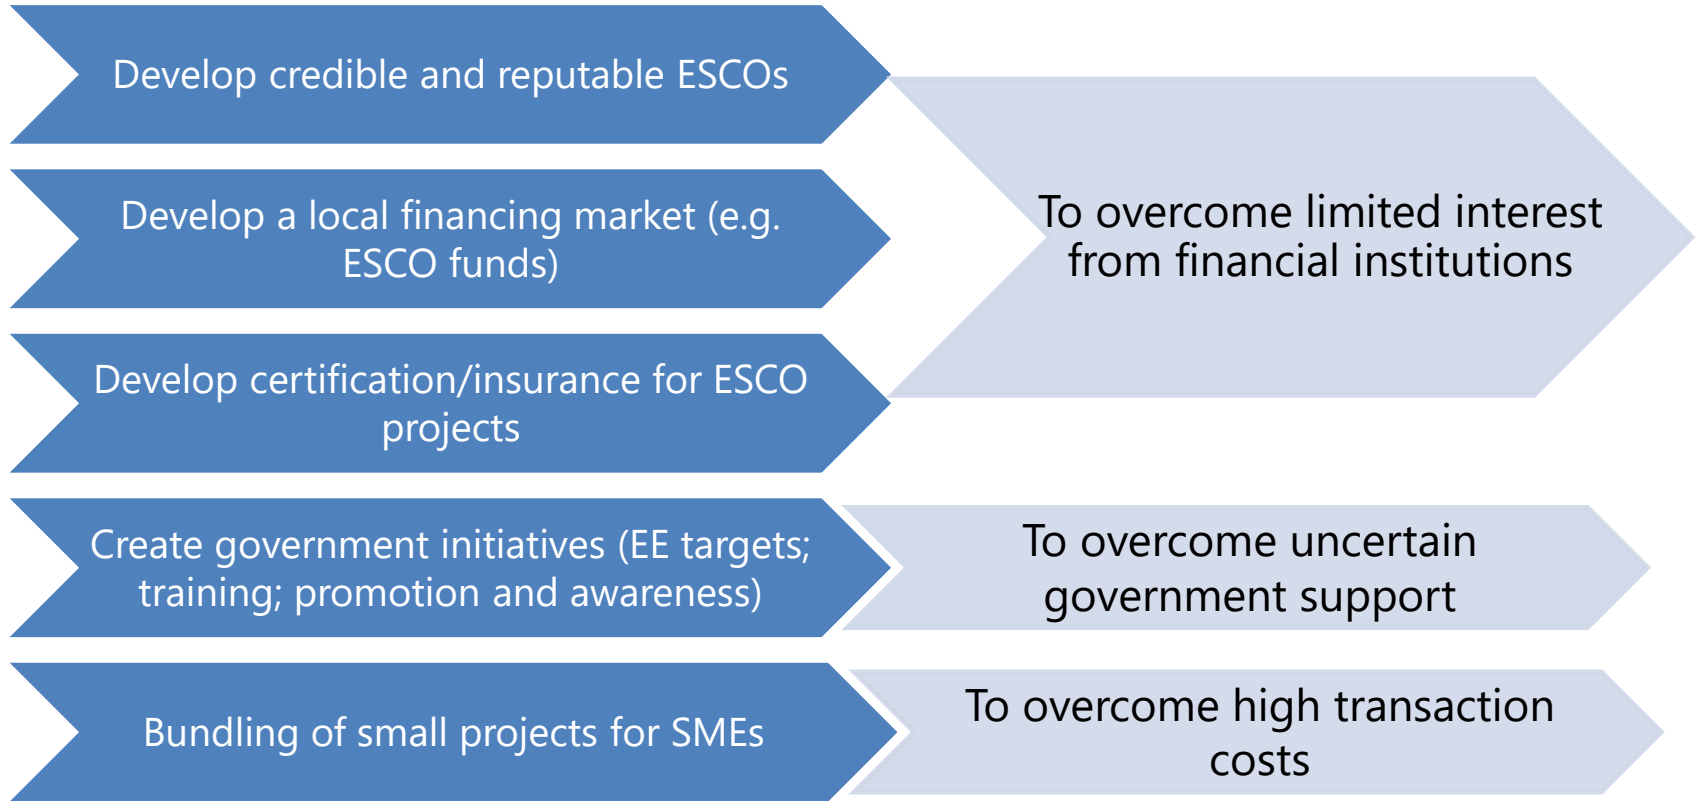 Develop credible and reputable ESCOs
Develop a local financing market (e.g.
ESCO funds)
Develop certification/insurance for ESCO
projects
To overcome limited interest
from financial institutions
Create government initiatives (EE targets;
training; promotion and awareness)
To overcome uncertain
government support
Bundling of small projects for SMEs
To overcome high transaction
costs